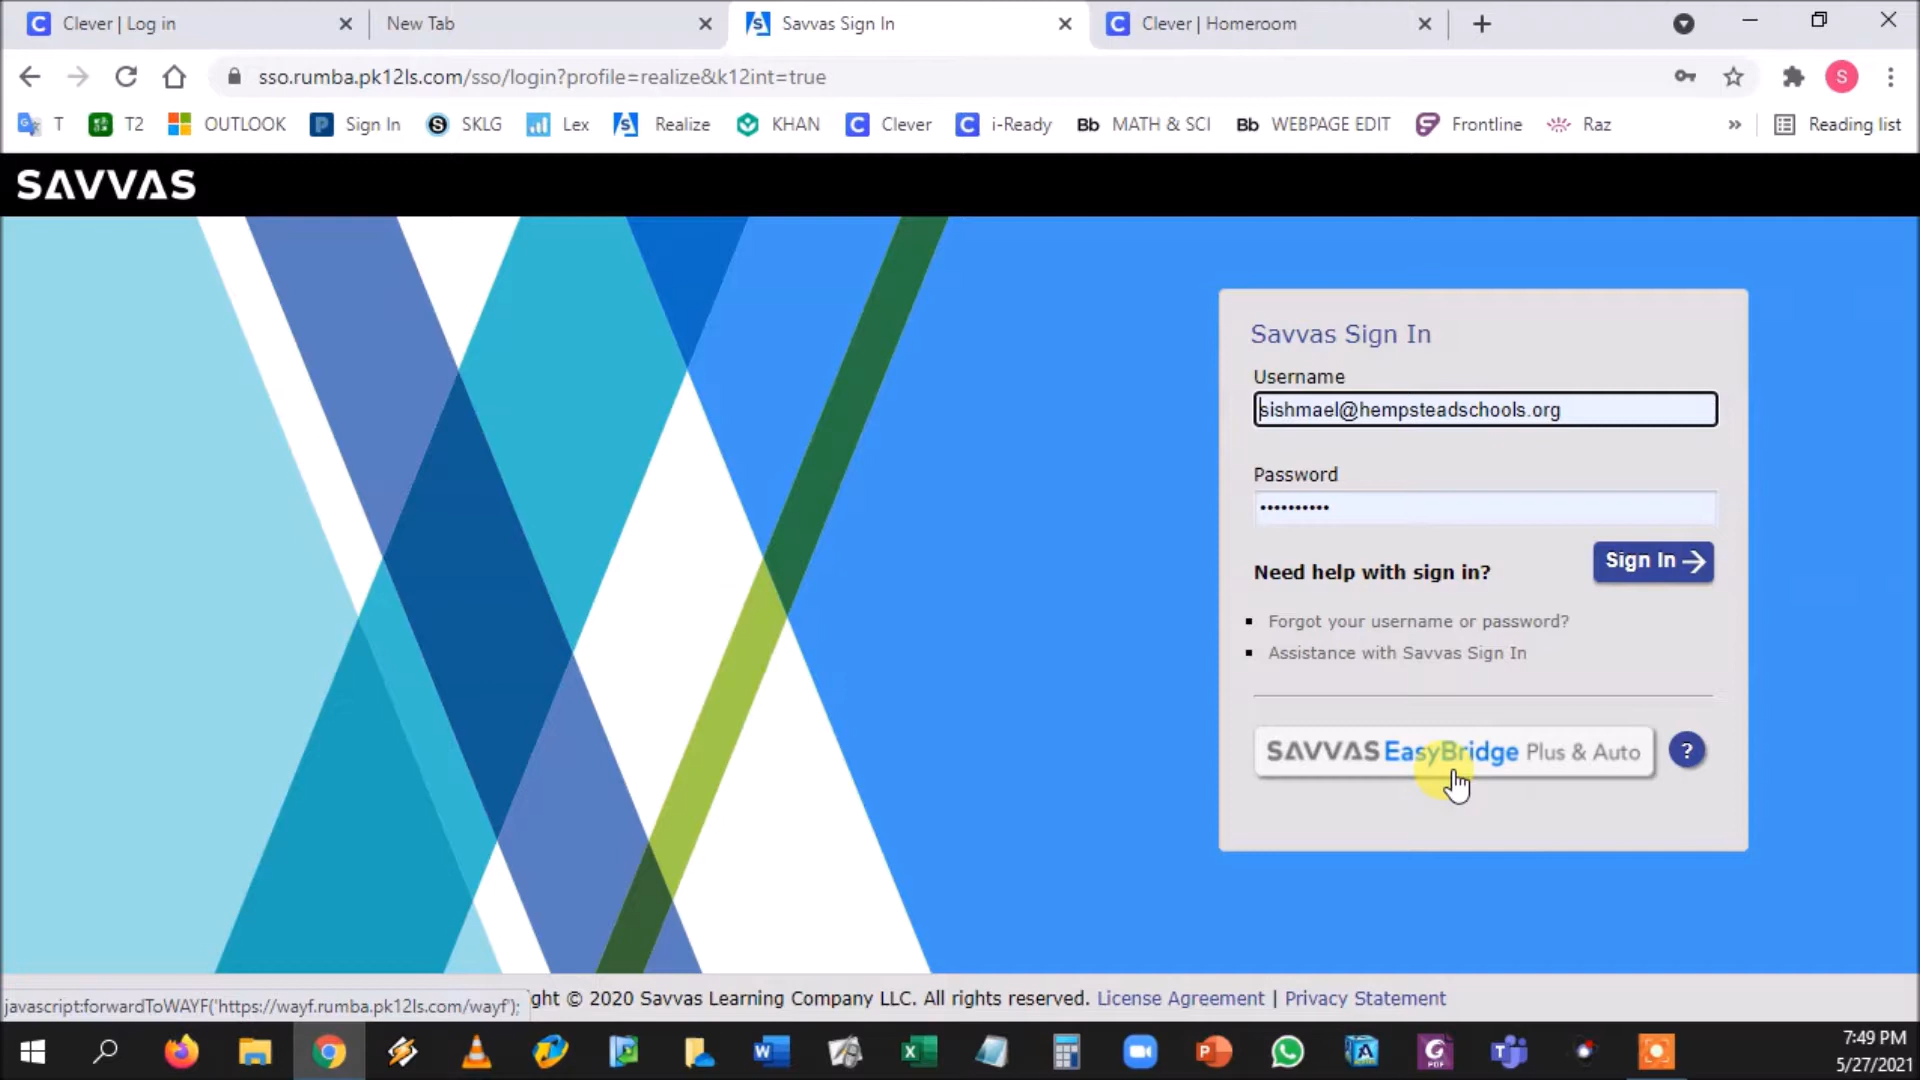 Clever | Log in
New Tab
Savvas Sign In
Clever | Homeroom
sso.rumba.pk12ls.com/sso/login?profile=realize&k12int=true
S
T
T2
OUTLOOK
Sign In
SKLG
Lex
Realize
KHAN
Clever
i-Ready
Bb MATH & SCI
Bb WEBPAGE EDIT
Frontline
Raz
»
Reading list
SAVVAS
Savvas Sign In
Username
sishmael@hempsteadschools.org
Password
••••••••••
Need help with sign in?
Sign In →
Forgot your username or password?
Assistance with Savvas Sign In
SAVVAS EasyBridge Plus & Auto
?
javascript:forwardToWAYF('https://wayf.rumba.pk12ls.com/wayf');
ght © 2020 Savvas Learning Company LLC. All rights reserved. License Agreement | Privacy Statement
7:49 PM
5/27/2021